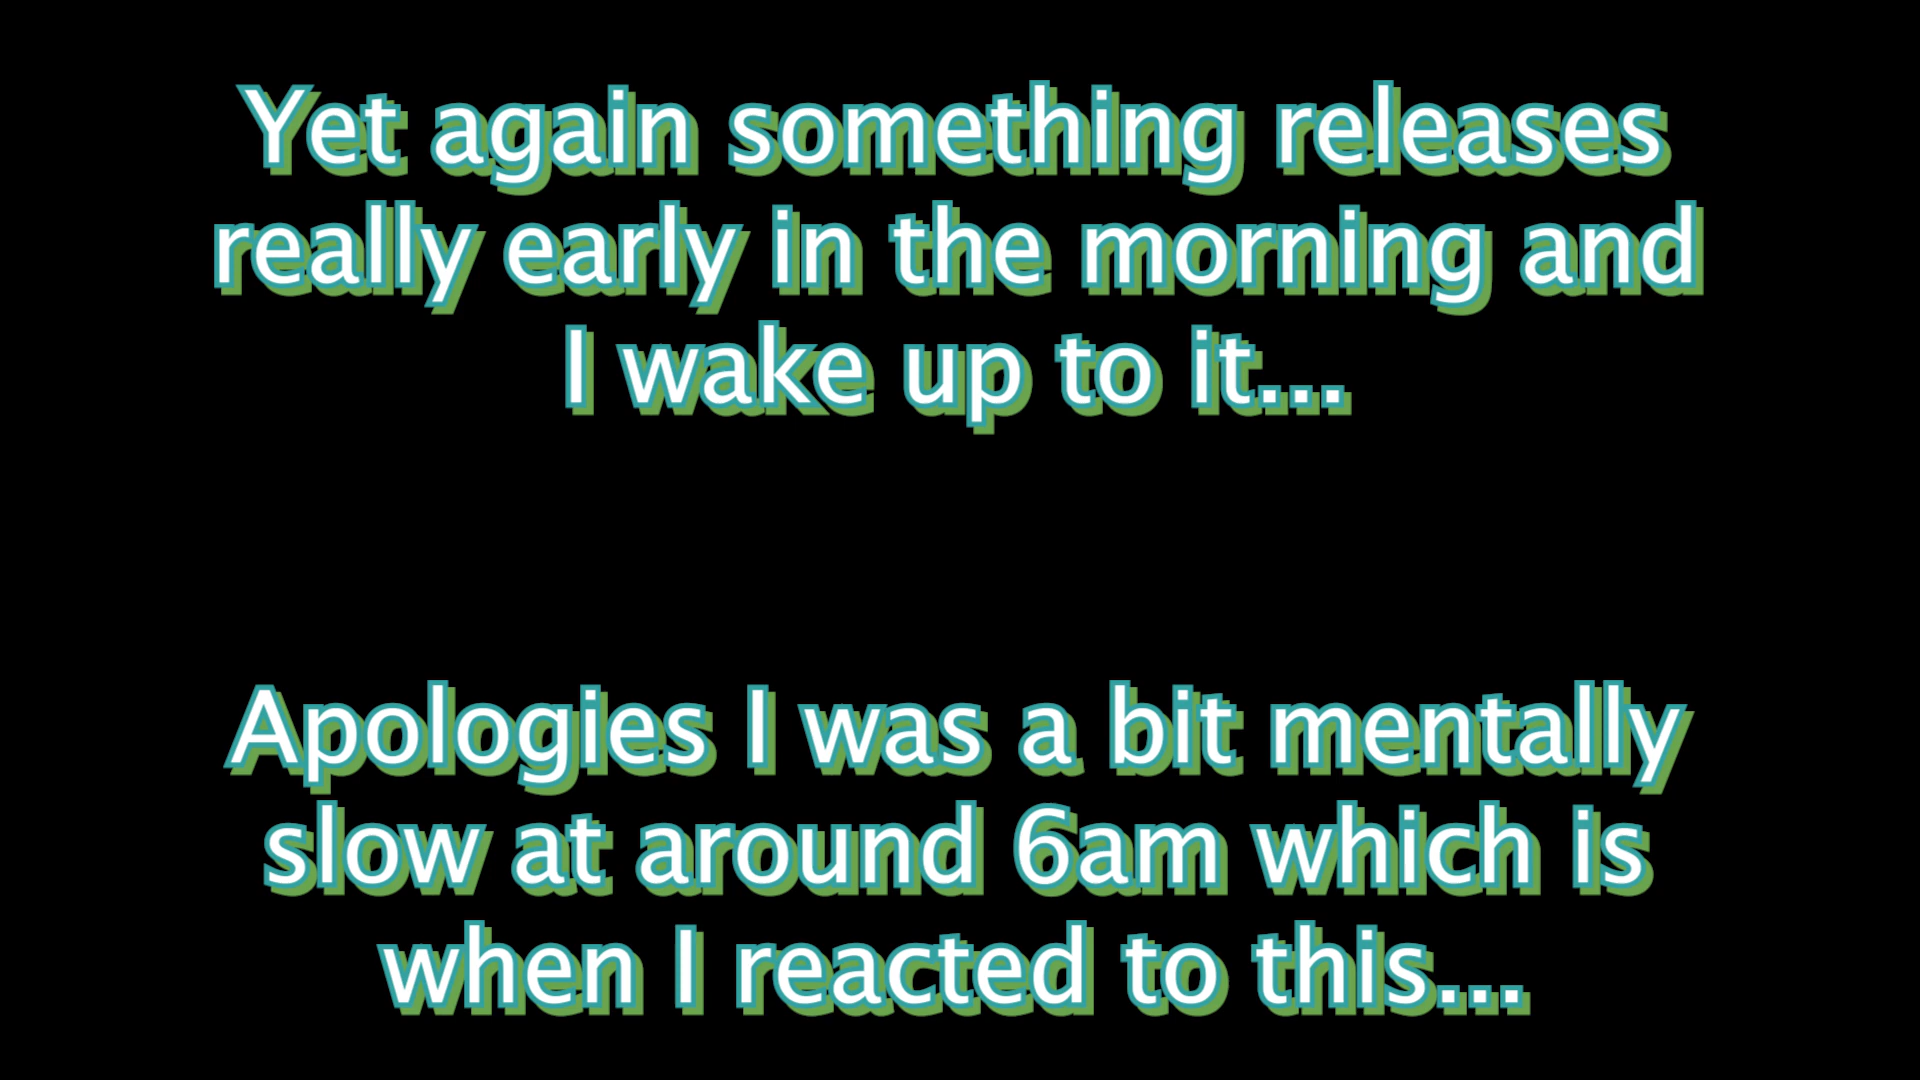 Yet again something releases
really early in the morning and
I wake up to it...
Apologies I was a bit mentally
slow at around 6am which is
when I reacted to this...